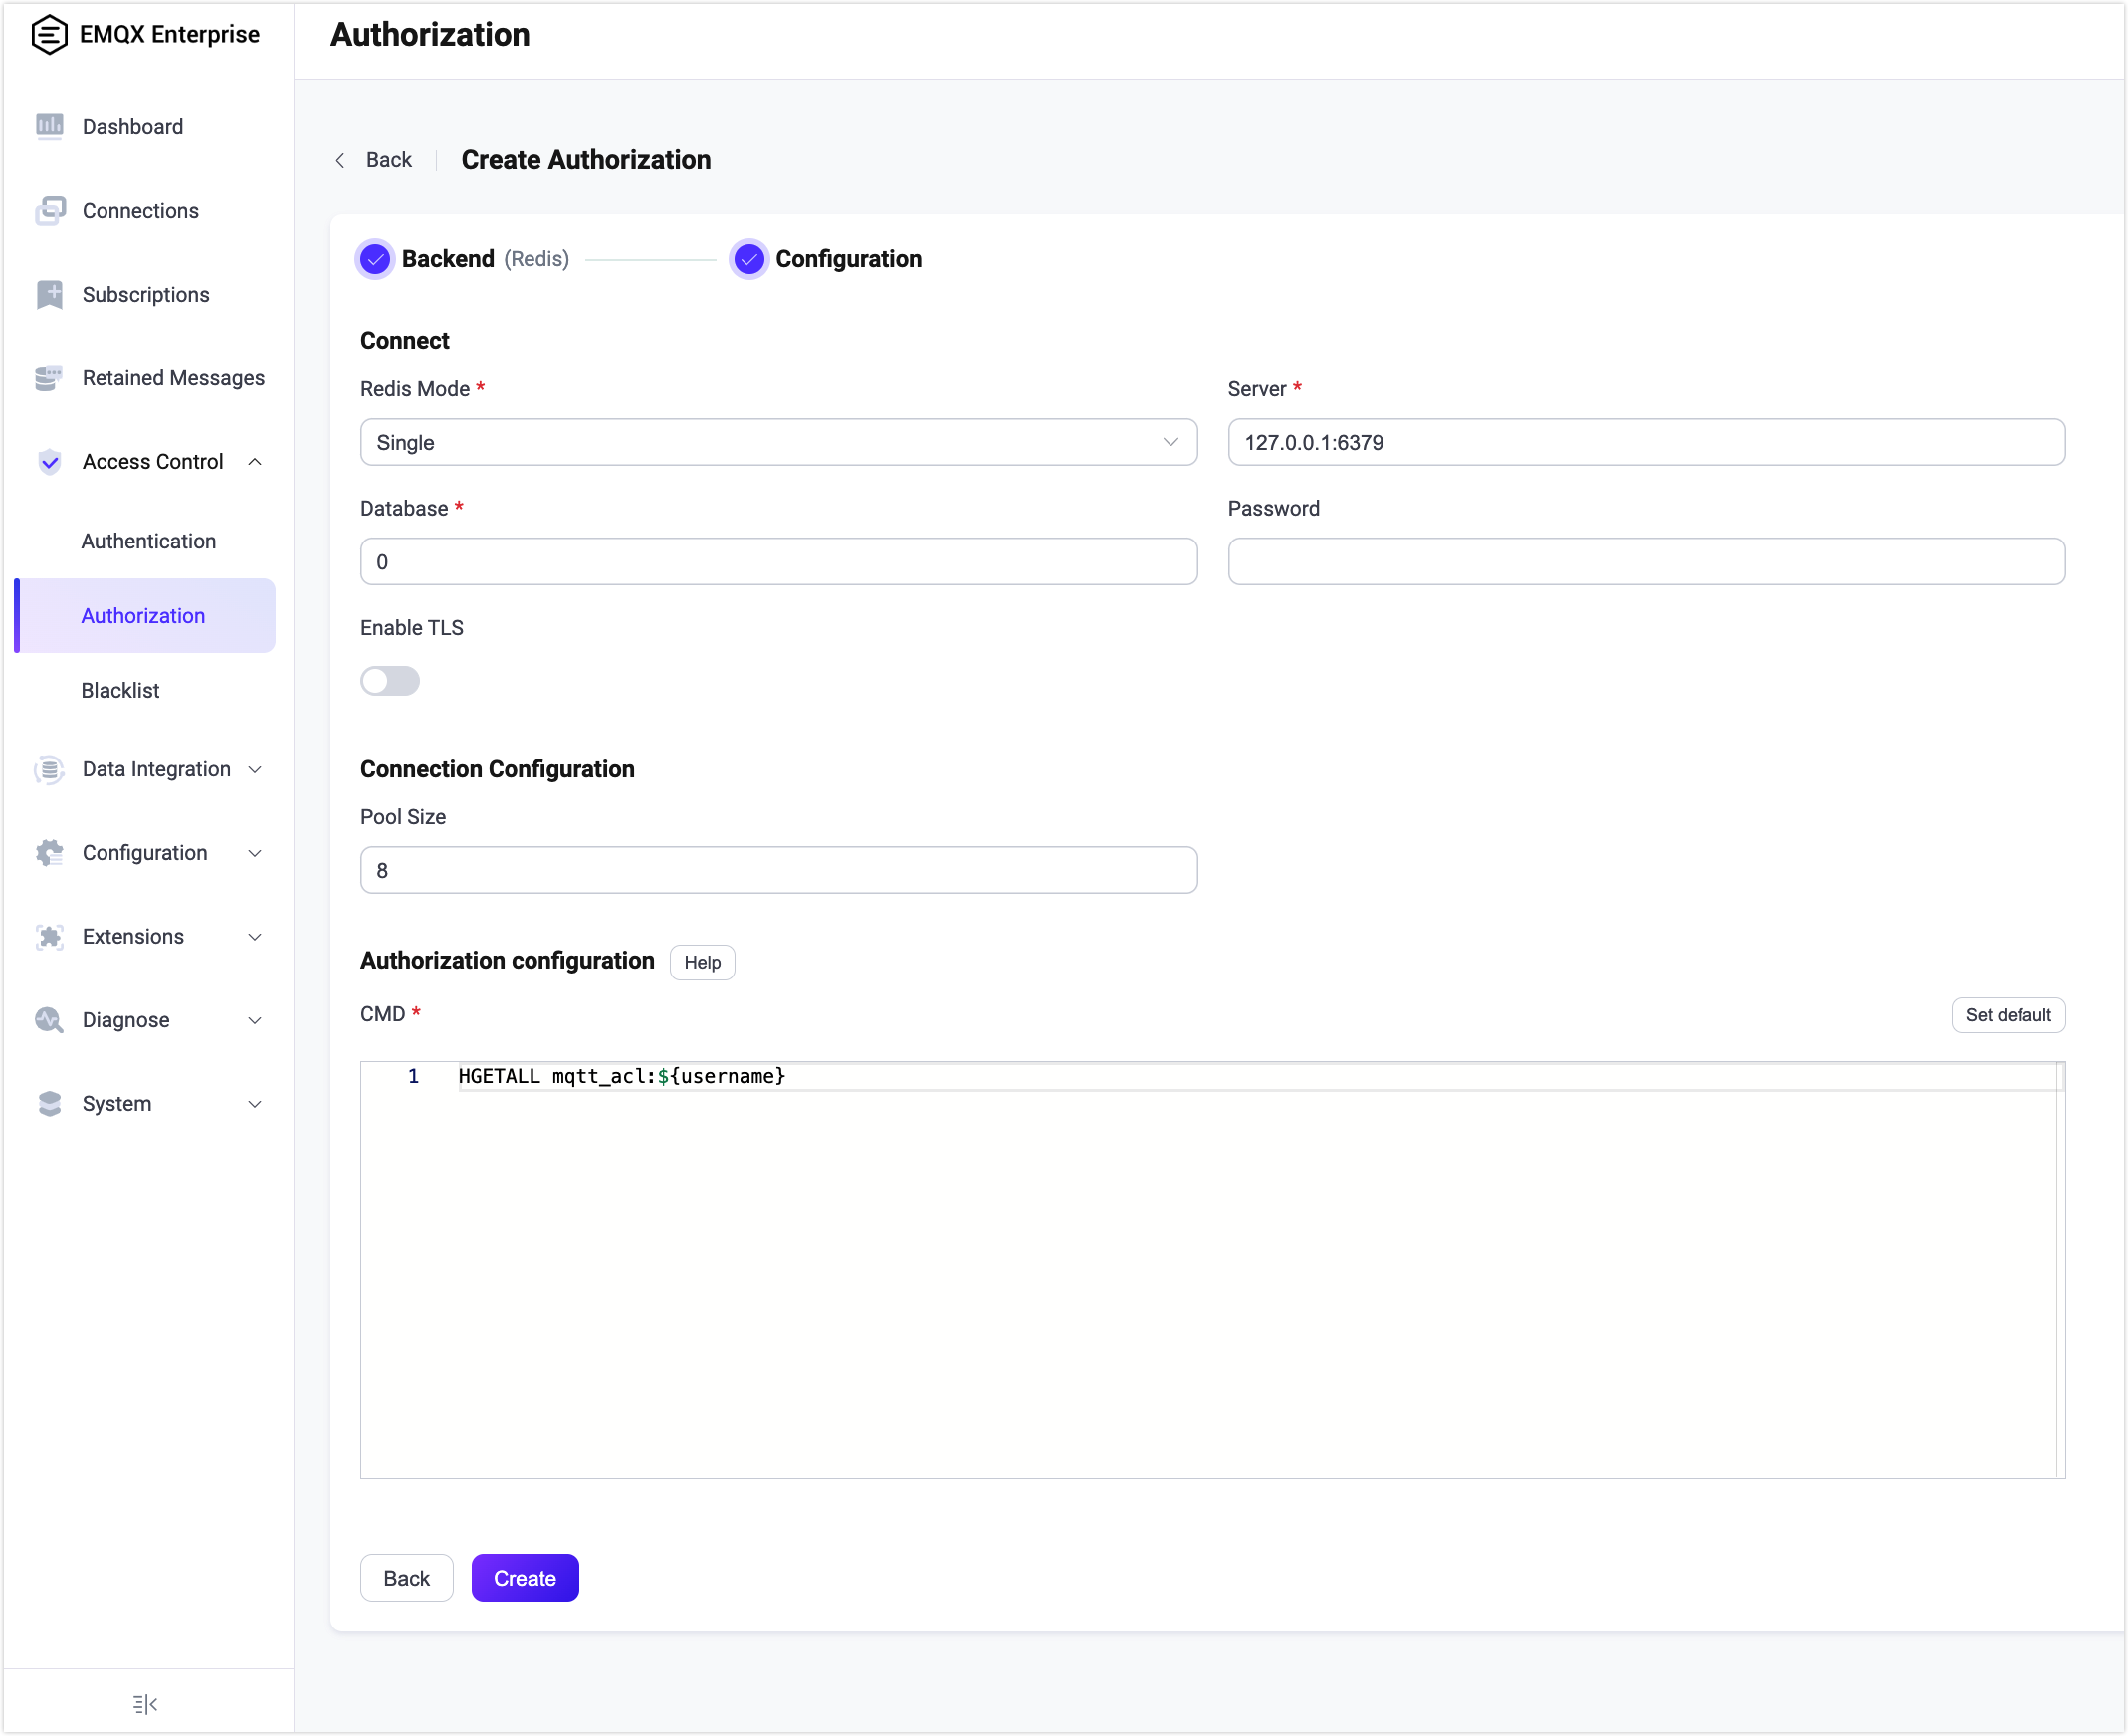 EMQX Enterprise
Authorization
Dashboard
Connections
Subscriptions
Retained Messages
Access Control
Authentication
Authorization
Blacklist
Data Integration
Configuration
Extensions
Diagnose
System
Back
Create Authorization
Backend (Redis)
Configuration
Connect
Redis Mode *
Server *
Single
127.0.0.1:6379
Database *
Password
0
Enable TLS
Connection Configuration
Pool Size
8
Authorization configuration
Help
CMD *
Set default
1 HGETALL mqtt_acl:${username}
Back
Create